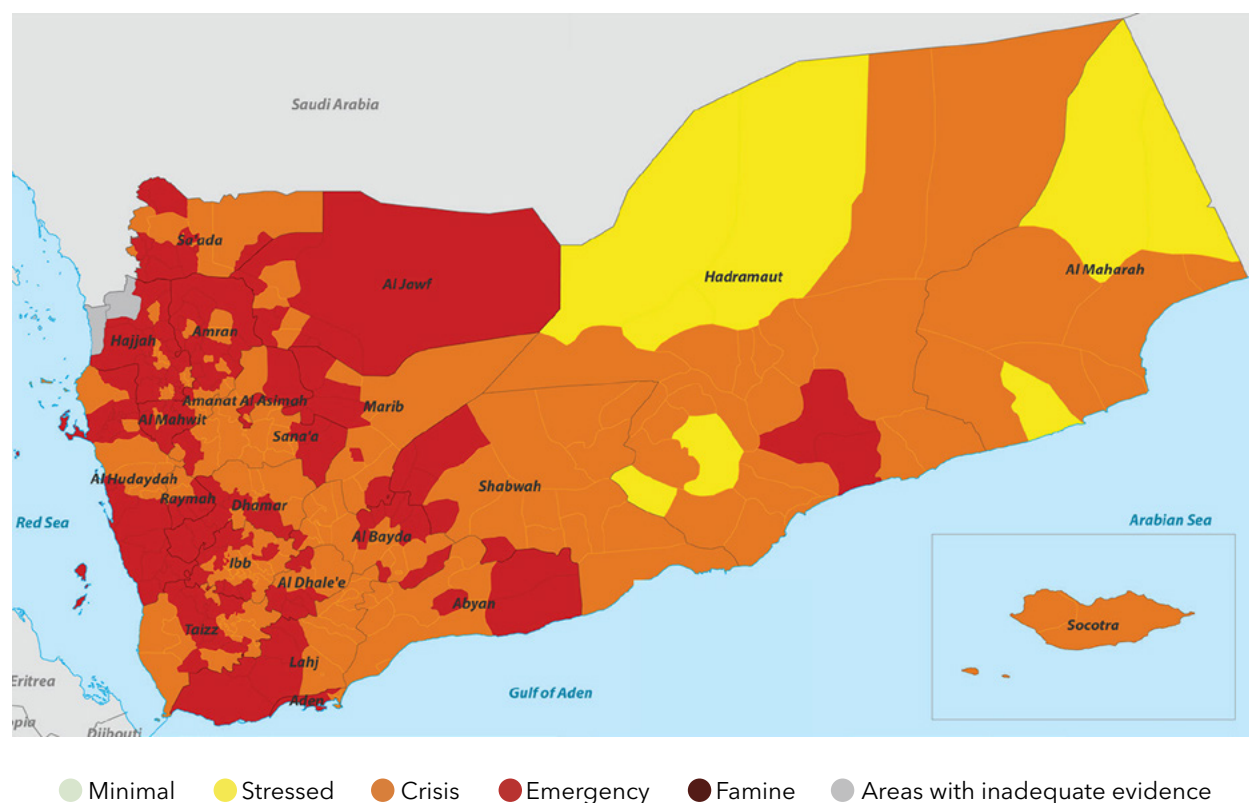 Saudi Arabia
Sa'ada
Al Jawf
Hadramaut
Al Maharah
Hajjah
Amran
Amanat Al Asimah
Marib
Al Mahwit
Sana'a
Al Hudaydah
Raymah
Dhamar
Shabwah
Red Sea
Arabian Sea
Al Bayda
Ibb
Al Dhale'e
Abyan
Taizz
Socotra
Lahj
Eritrea
Aden
Gulf of Aden
opia
Djibouti
Minimal Stressed Crisis Emergency Famine Areas with inadequate evidence